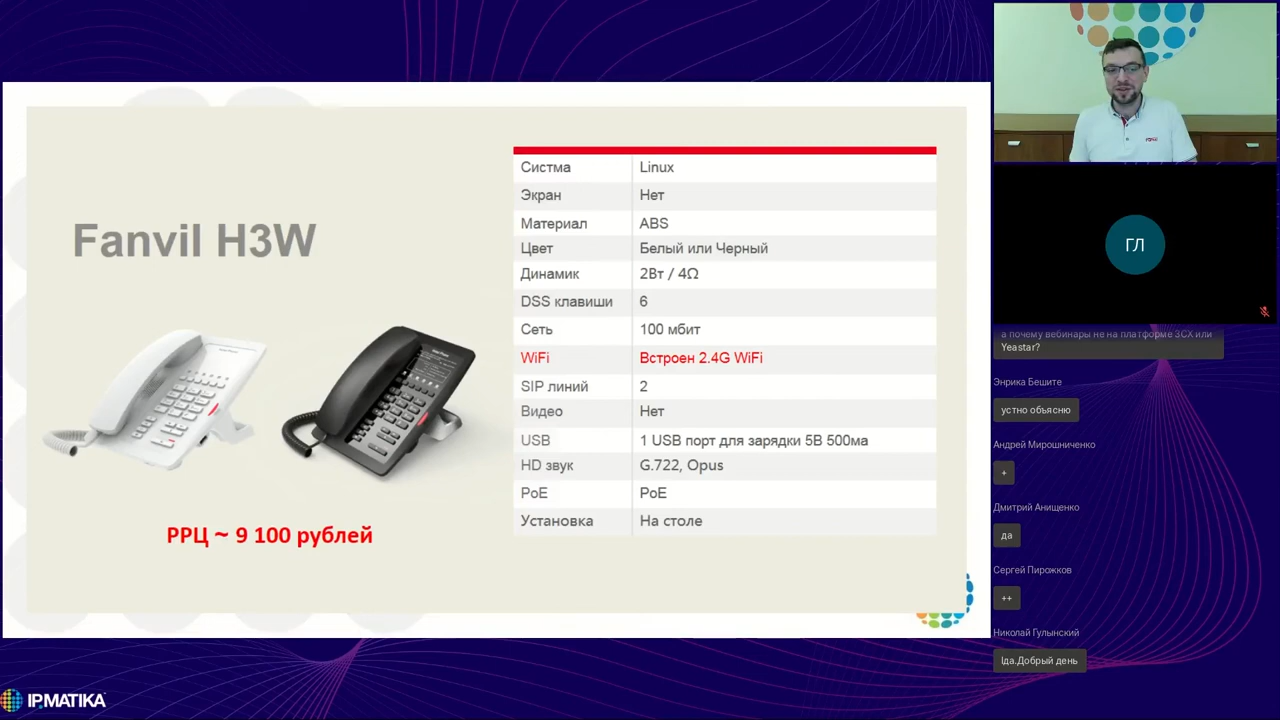 Fanvil H3W
РРЦ ~ 9 100 рублей
Систма Linux
Экран Нет
Материал ABS
Цвет Белый или Черный
Динамик 2Вт / 4Ω
DSS клавиши 6
Сеть 100 мбит
WiFi Встроен 2.4G WiFi
SIP линий 2
Видео Нет
USB 1 USB порт для зарядки 5В 500ма
HD звук G.722, Opus
PoE PoE
Установка На столе
ГЛ
а почему вебинары не на платформе 3CX или
Yeastar?
Энрика Бешите
устно объясню
Андрей Мирошниченко
+
Дмитрий Анищенко
да
Сергей Пирожков
++
Николай Гулынский
lда.Добрый день
IPMATIKA